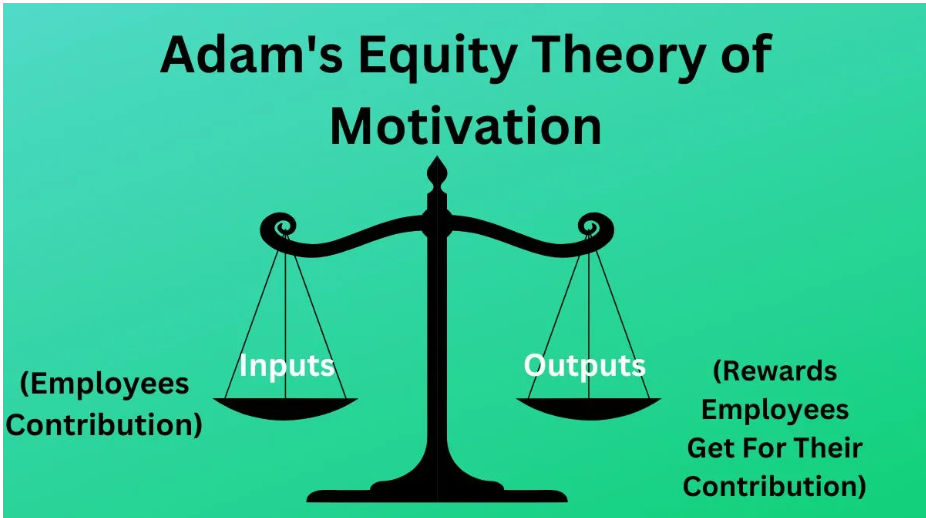 Adam's Equity Theory of
Motivation
Inputs
Outputs
(Employees
Contribution)
(Rewards
Employees
Get For Their
Contribution)